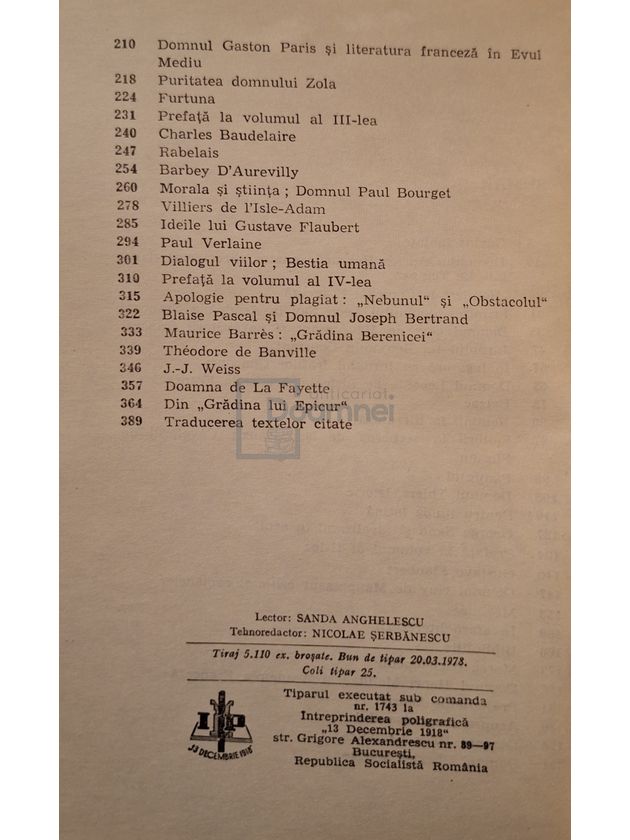 210 Domnul Gaston Paris și literatura franceză în Evul
Mediu
218 Puritatea domnului Zola
224 Furtuna
231 Prefață la volumul al III-lea
240 Charles Baudelaire
247 Rabelais
254 Barbey D'Aurevilly
260 Morala și știința ; Domnul Paul Bourget
278 Villiers de l'Isle-Adam
285 Ideile lui Gustave Flaubert
294 Paul Verlaine
301 Dialogul viilor ; Bestia umană
310 Prefață la volumul al IV-lea
315 Apologie pentru plagiat : „Nebunul" și „Obstacolul"
322 Blaise Pascal și Domnul Joseph Bertrand
333 Maurice Barrès : „Grădina Berenicei"
339 Théodore de Banville
346 J.-J. Weiss
357 Doamna de La Fayette
anticariat
Doamnei
364 Din „Grădina lui Epicur"
389 Traducerea textelor citate
Lector: SANDA ANGHELESCU
Tehnoredactor: NICOLAE ȘERBĂNESCU
Tiraj 5.110 ex. broșate. Bun de tipar 20.03.1978.
Coli tipar 25.
Tiparul executat sub comanda
nr. 1743 la
Intreprinderea poligrafică
„13 Decembrie 1918"
str. Grigore Alexandrescu nr. 89—97
București,
Republica Socialistă România
I P
13 DECEMBRIE 1918